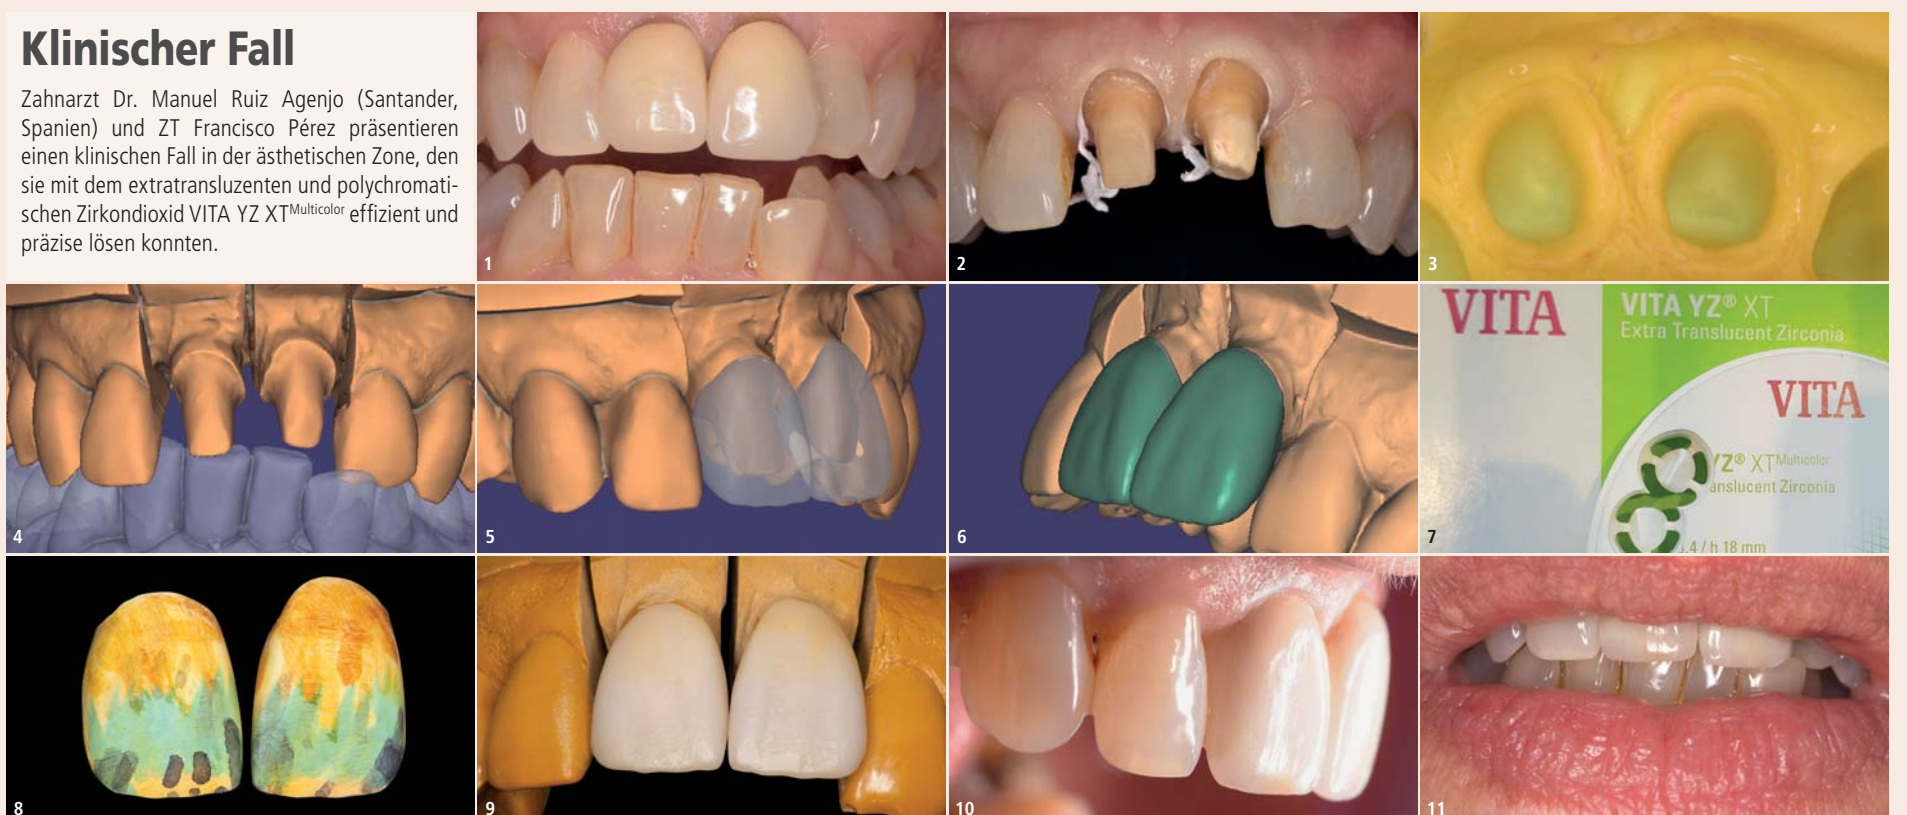 Klinischer Fall
Zahnarzt Dr. Manuel Ruiz Agenjo (Santander,
Spanien) und ZT Francisco Pérez präsentieren
einen klinischen Fall in der ästhetischen Zone, den
sie mit dem extratransluzenten und polychromati-
schen Zirkondioxid VITA YZ XTMulticolor effizient und
präzise lösen konnten.
1
2
3
4
5
6
VITA
VITA YZ® XT
Extra Translucent Zirconia
VITA
YZ® XTMulticolor
anslucent Zirconia
.4 / h 18 mm
7
8
9
10
11